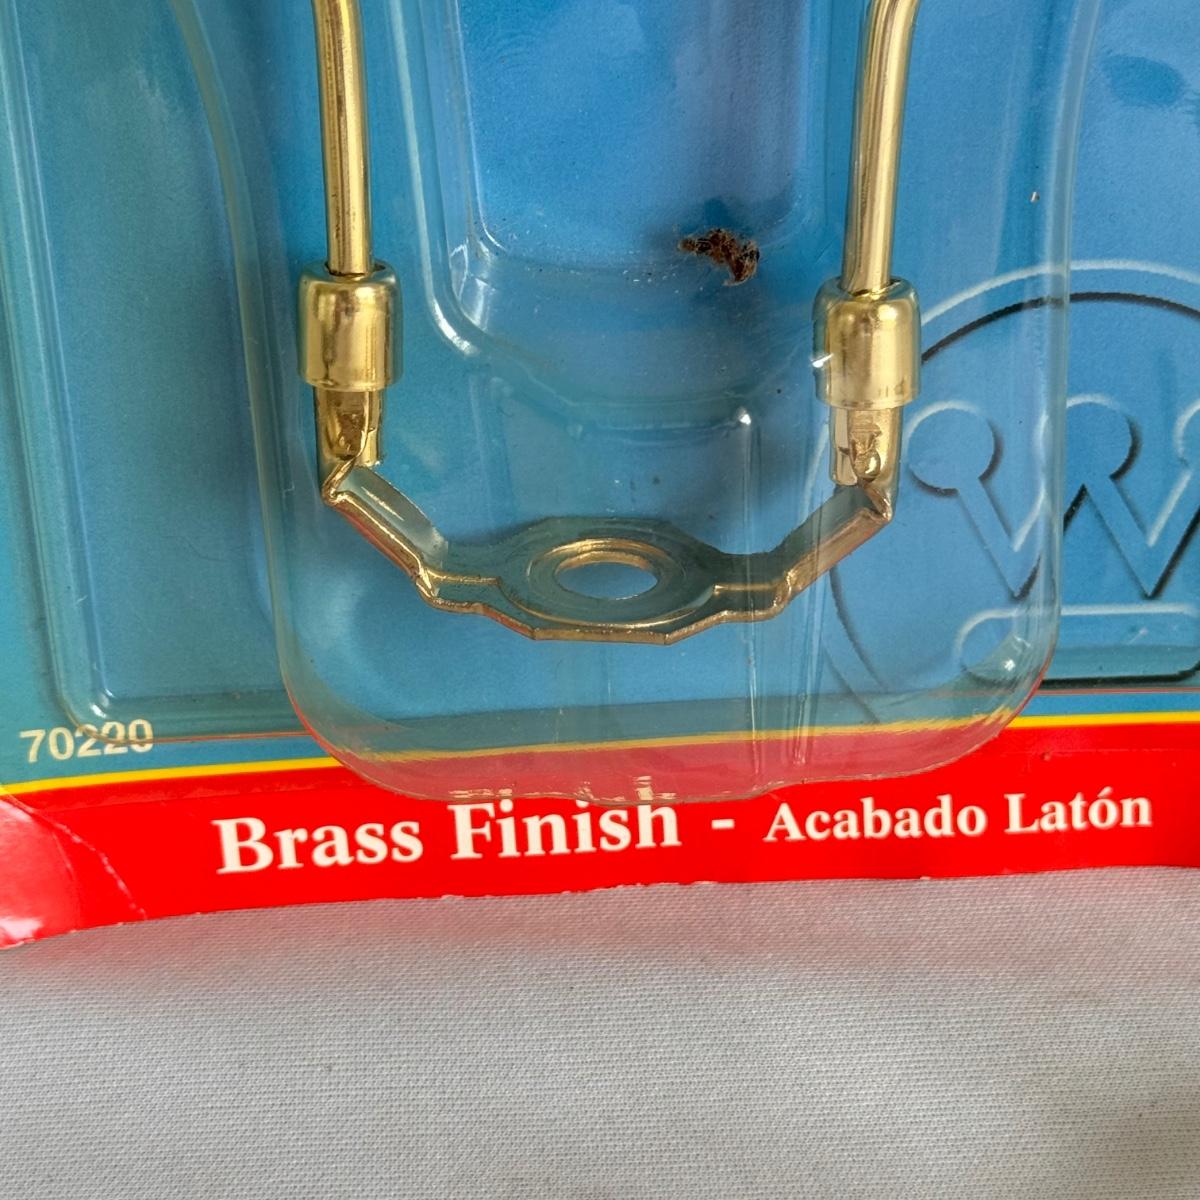 W
70220
Brass Finish - Acabado Latón